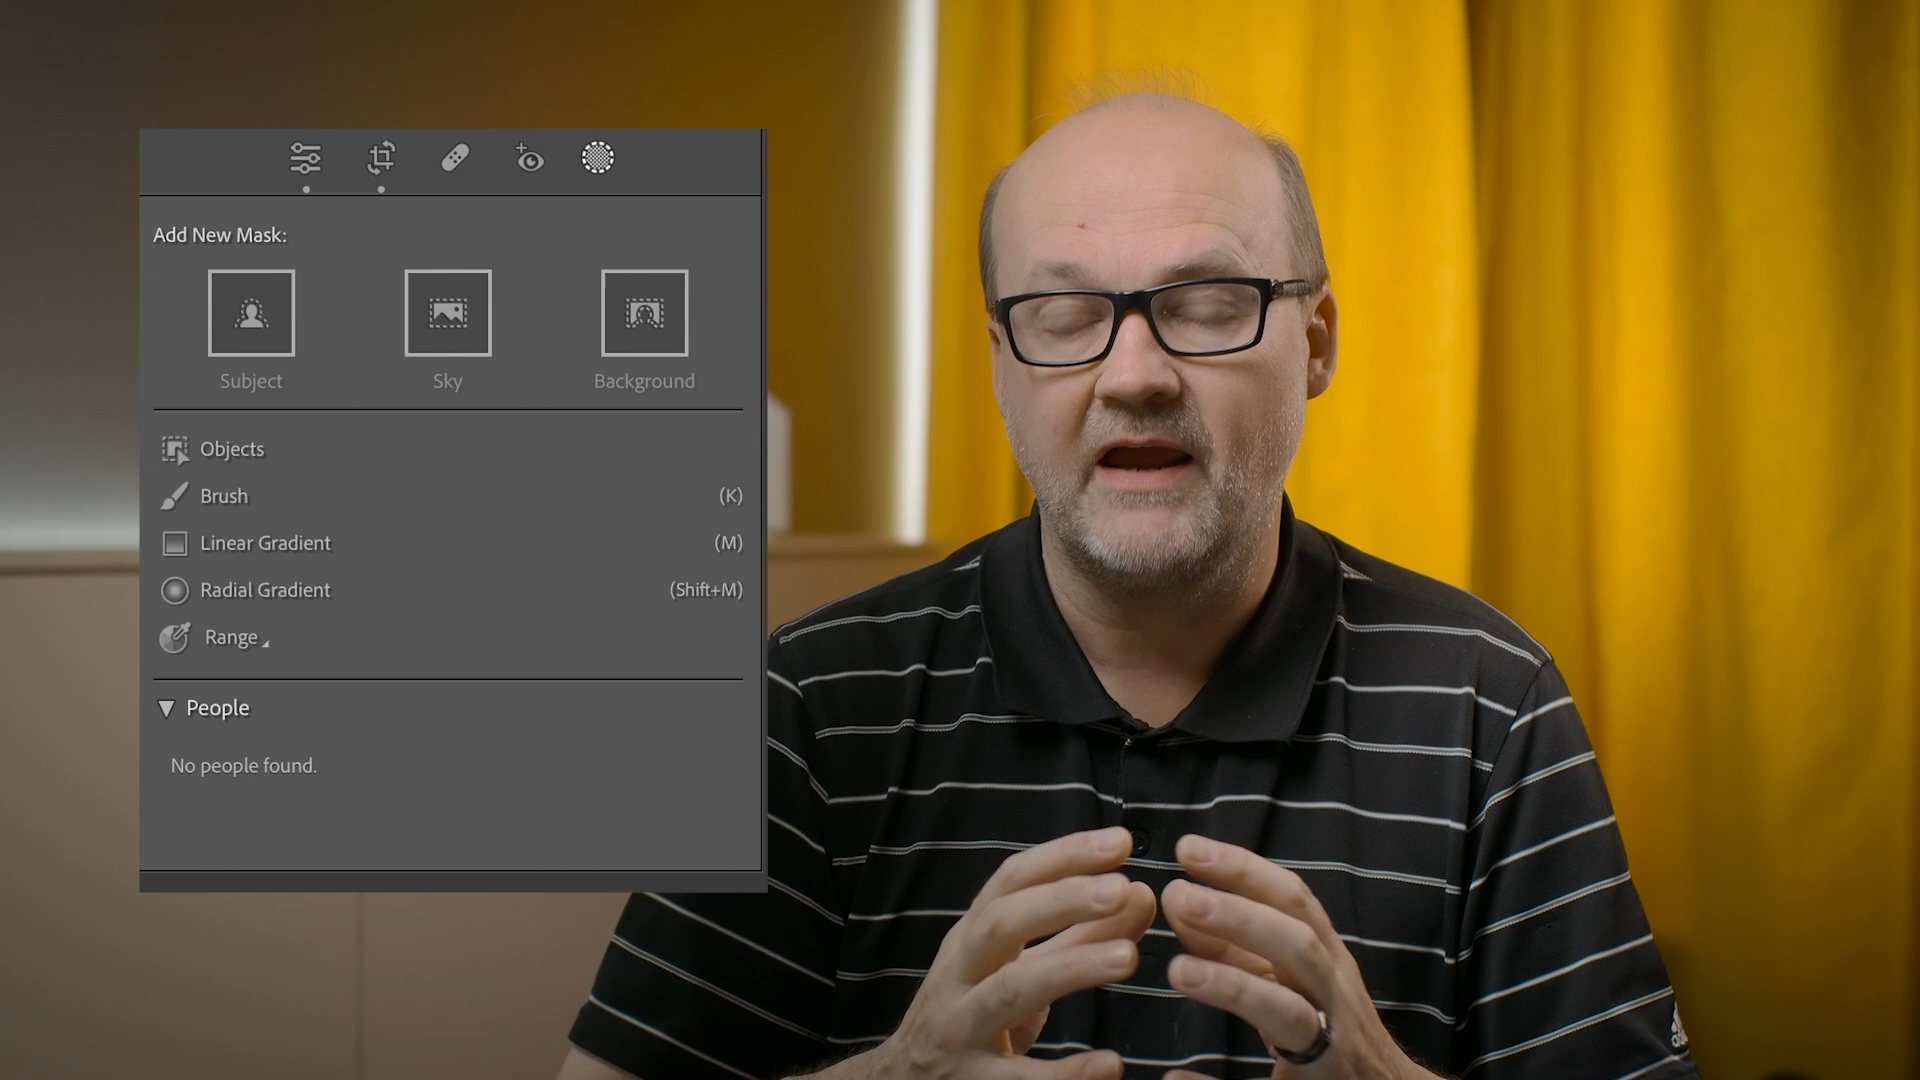 Add New Mask:
Subject
Sky
Background
Objects
Brush (K)
Linear Gradient (M)
Radial Gradient (Shift+M)
Range
People
No people found.